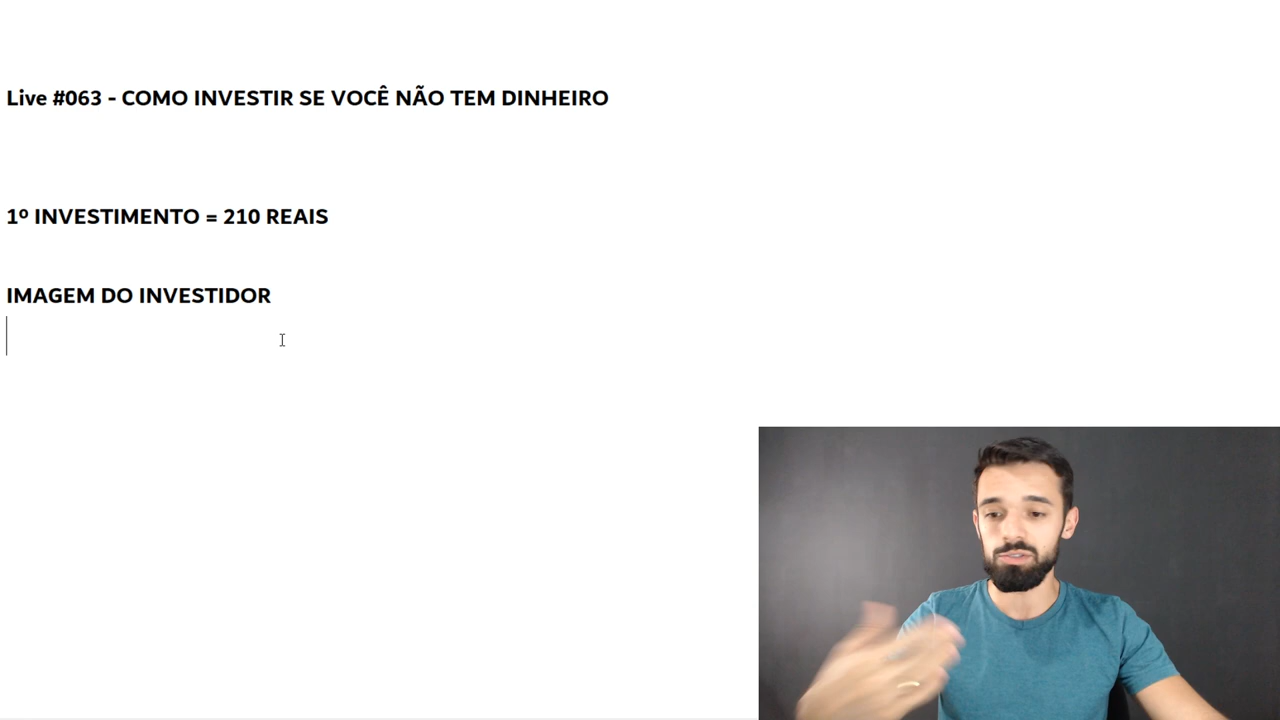 Live #063 - COMO INVESTIR SE VOCÊ NÃO TEM DINHEIRO
1º INVESTIMENTO = 210 REAIS
IMAGEM DO INVESTIDOR